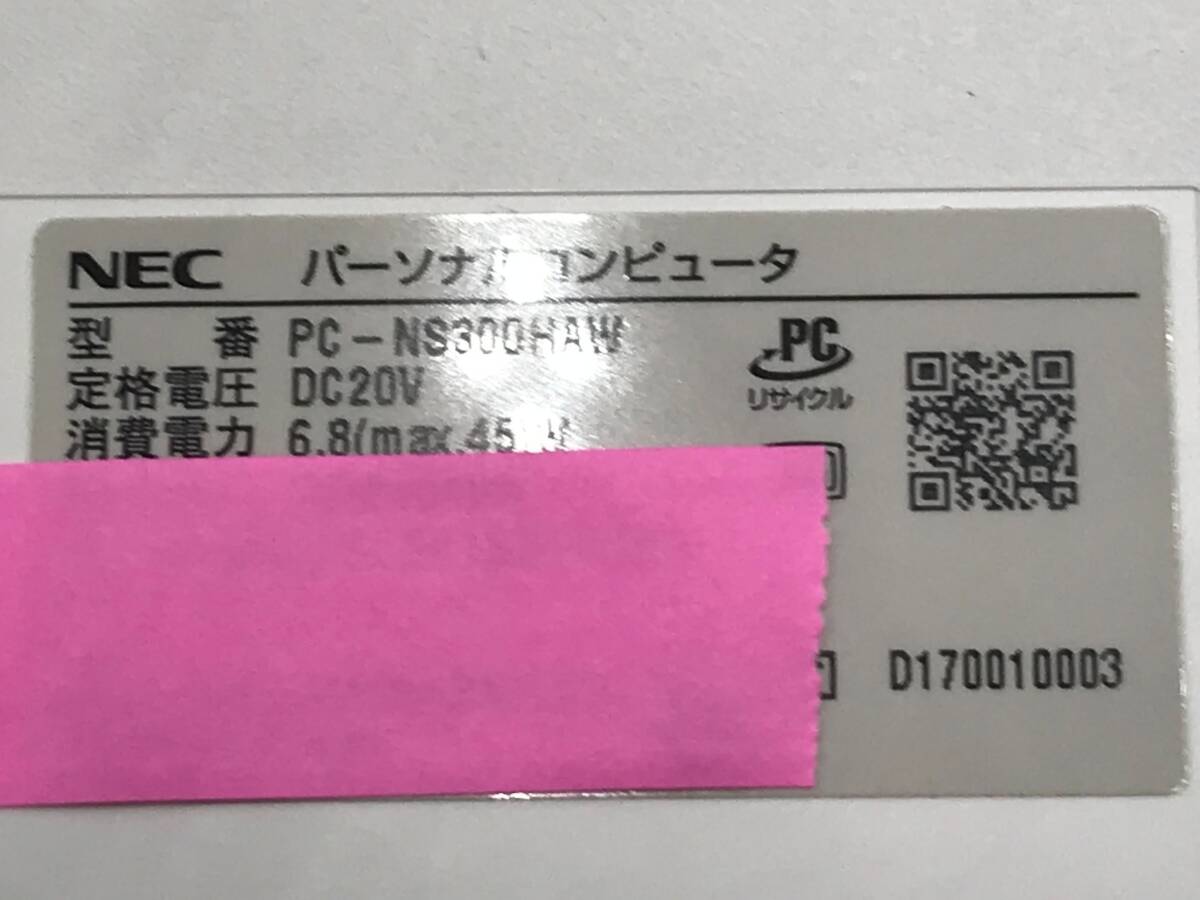 NEC パーソナルコンピュータ
型番 PC-NS300HAW
定格電圧 DC20V
消費電力 6.8(max.45)W
PC
リサイクル
D170010003